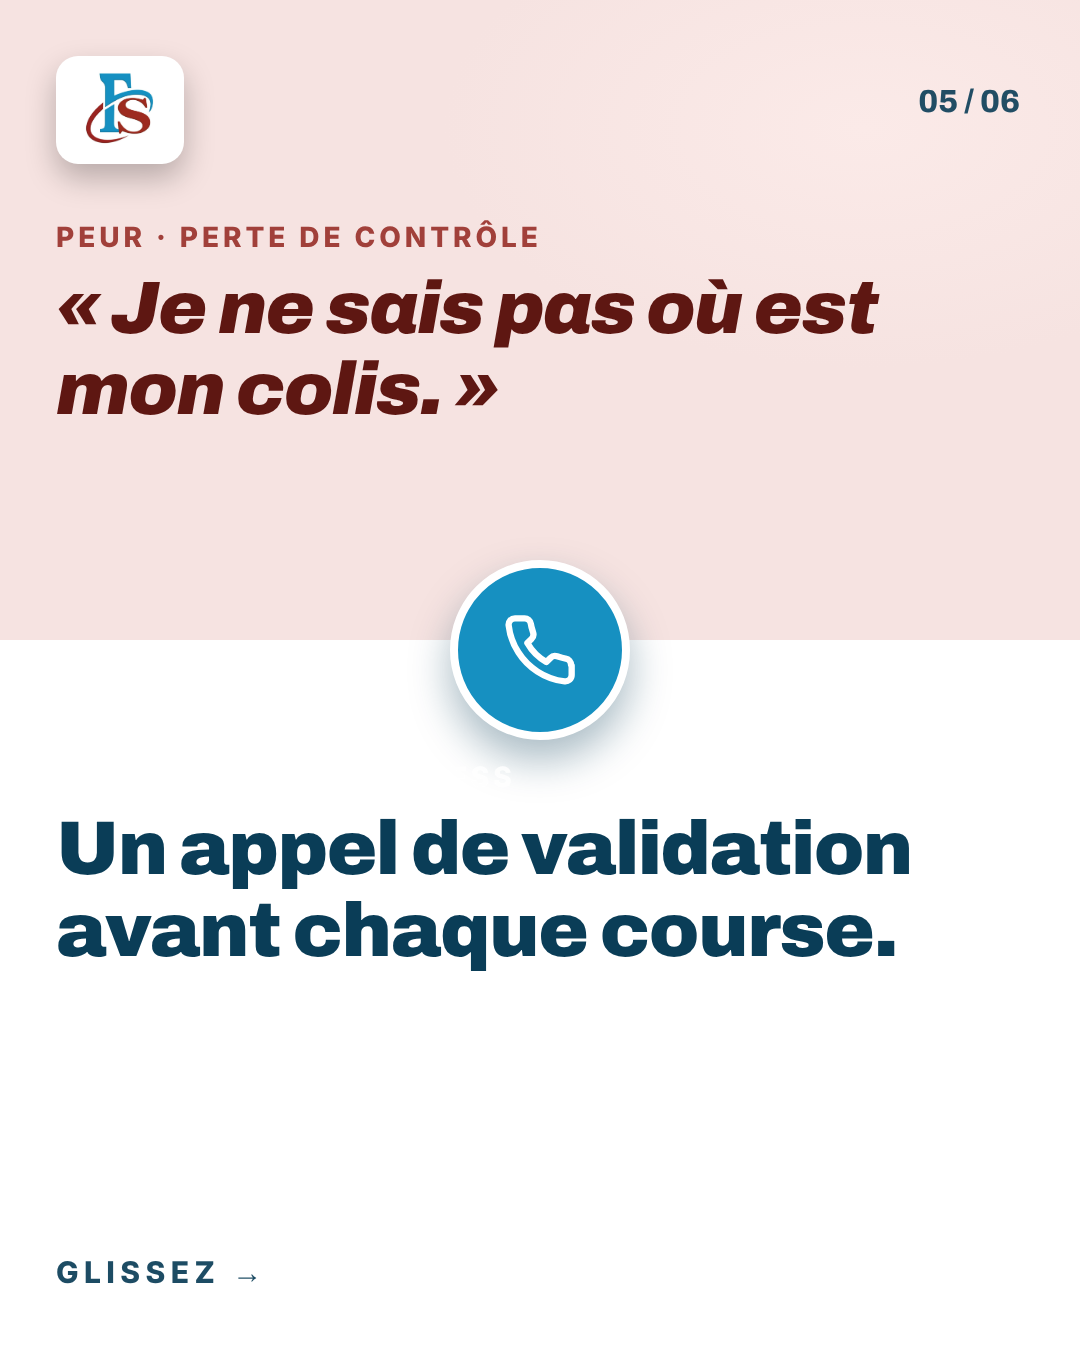 FS
05 / 06
PEUR · PERTE DE CONTRÔLE
« Je ne sais pas où est
mon colis. »
Un appel de validation
avant chaque course.
GLISSEZ →